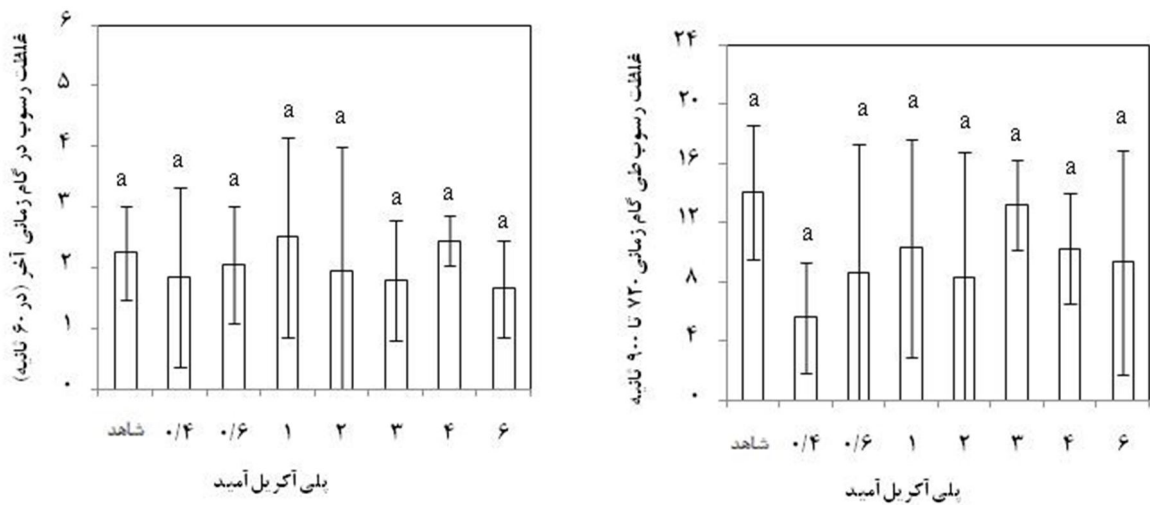 غلظت رسوب در گام زمانی آخر (در ۶۰ ثانیه)
۶
۵
۴
۳
۲
۱
۰
a a a a a a a a
شاهد ۰/۴ ۰/۶ ۱ ۲ ۳ ۴ ۶
پلی آکریل آمید
غلظت رسوب طی گام زمانی ۷۲۰ تا ۹۰۰ ثانیه
۲۴
۲۰
۱۶
۱۲
۸
۴
۰
a a a a a a a a
شاهد ۰/۴ ۰/۶ ۱ ۲ ۳ ۴ ۶
پلی آکریل آمید